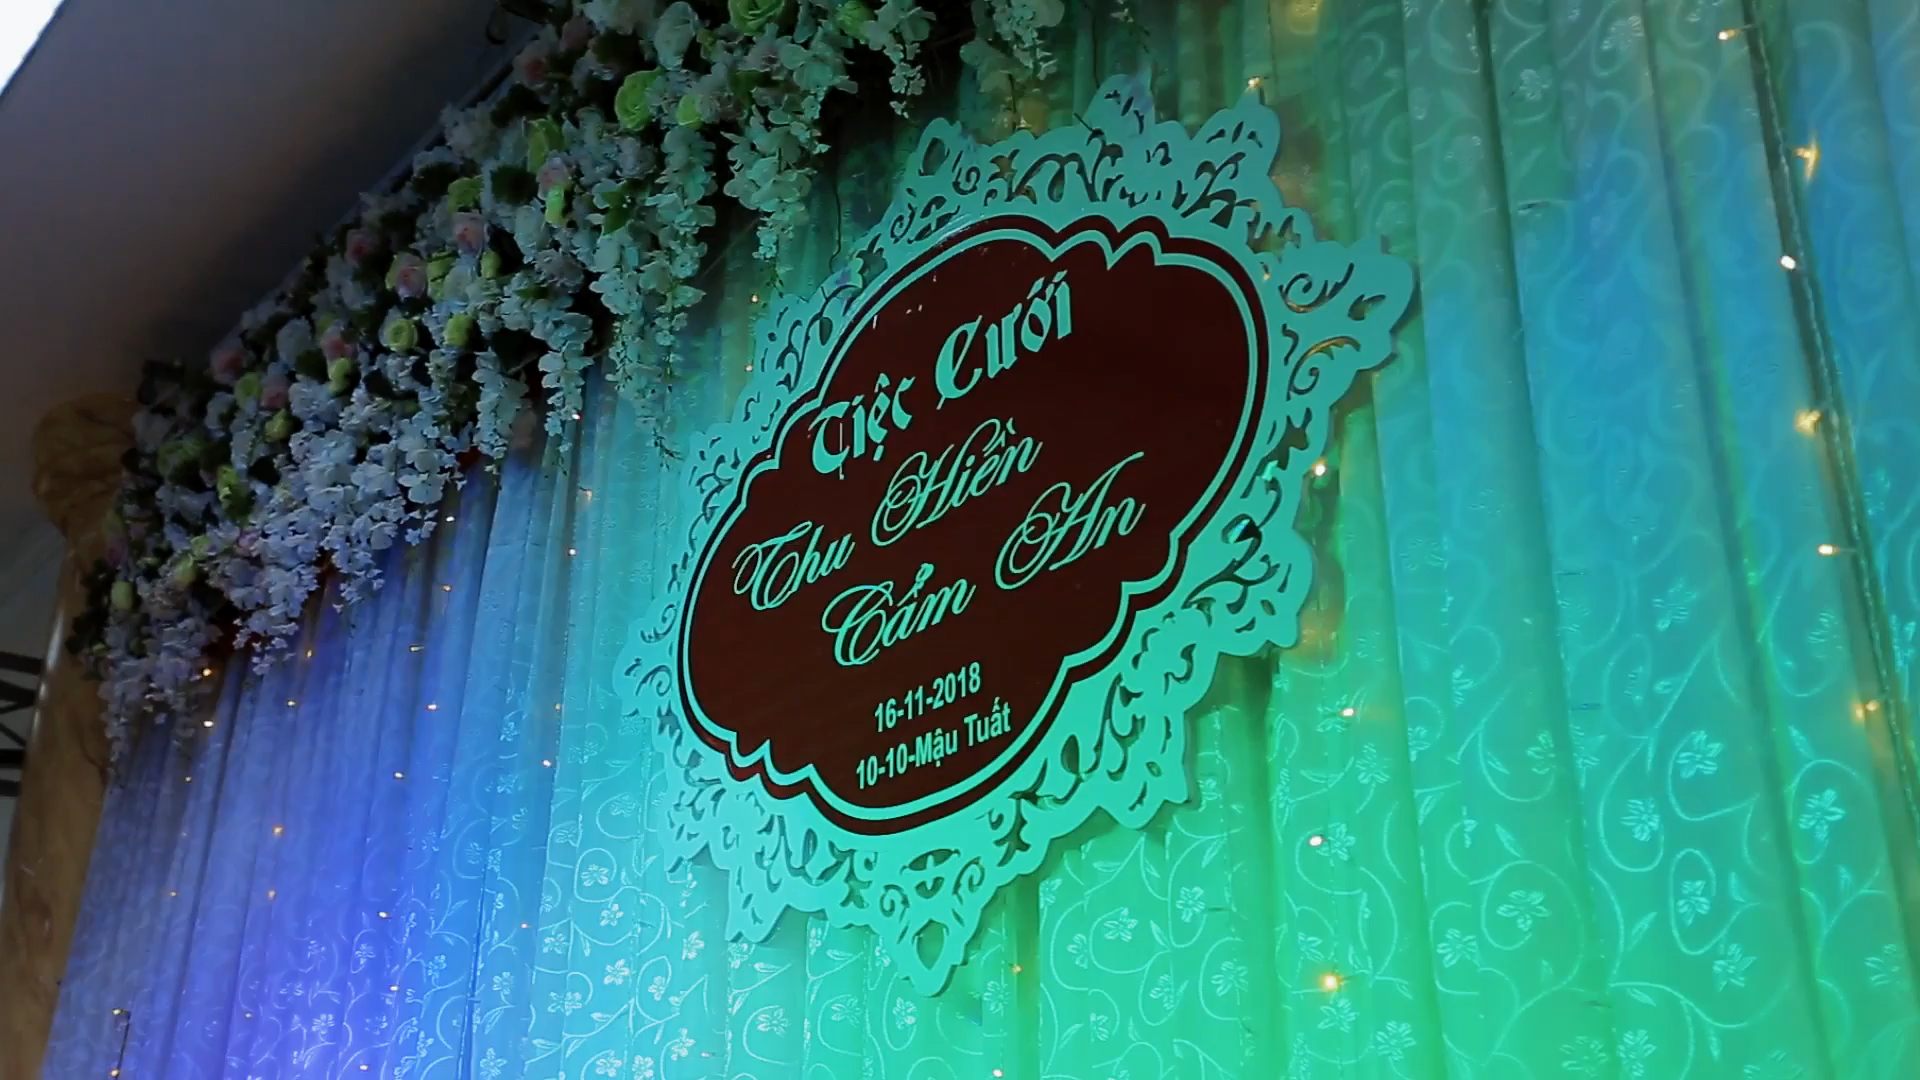 Tiệc Cưới
Thu Hiền
Cẩm An
16-11-2018
10-10-Mậu Tuất